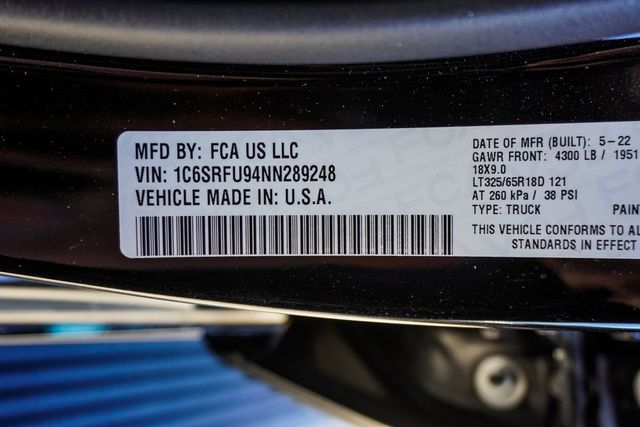 MFD BY: FCA US LLC
VIN: 1C6SRFU94NN289248
VEHICLE MADE IN: U.S.A.
DATE OF MFR (BUILT): 5-22
GAWR FRONT: 4300 LB / 1951
18X9.0
LT325/65R18D 121
AT 260 kPa / 38 PSI
TYPE: TRUCK PAIN
THIS VEHICLE CONFORMS TO AL
STANDARDS IN EFFECT